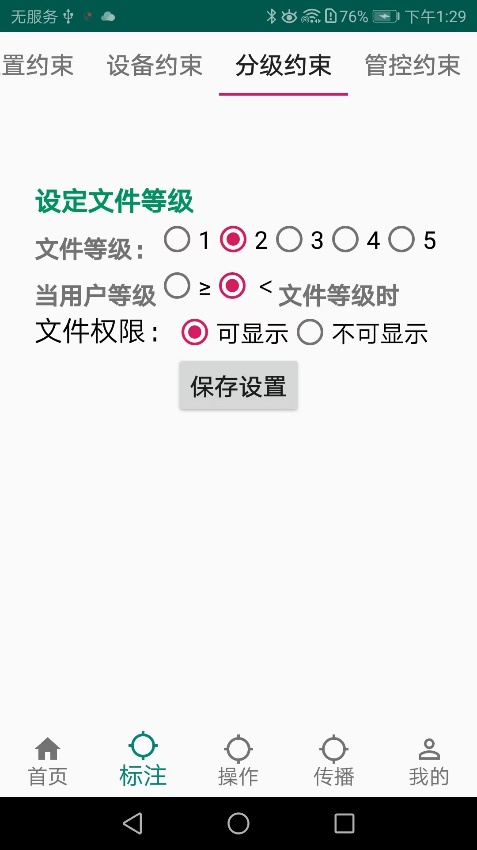 无服务 76% 下午1:29
置约束 设备约束 分级约束 管控约束
设定文件等级
文件等级： 1 2 3 4 5
当用户等级 ≥ < 文件等级时
文件权限： 可显示 不可显示
保存设置
首页 标注 操作 传播 我的